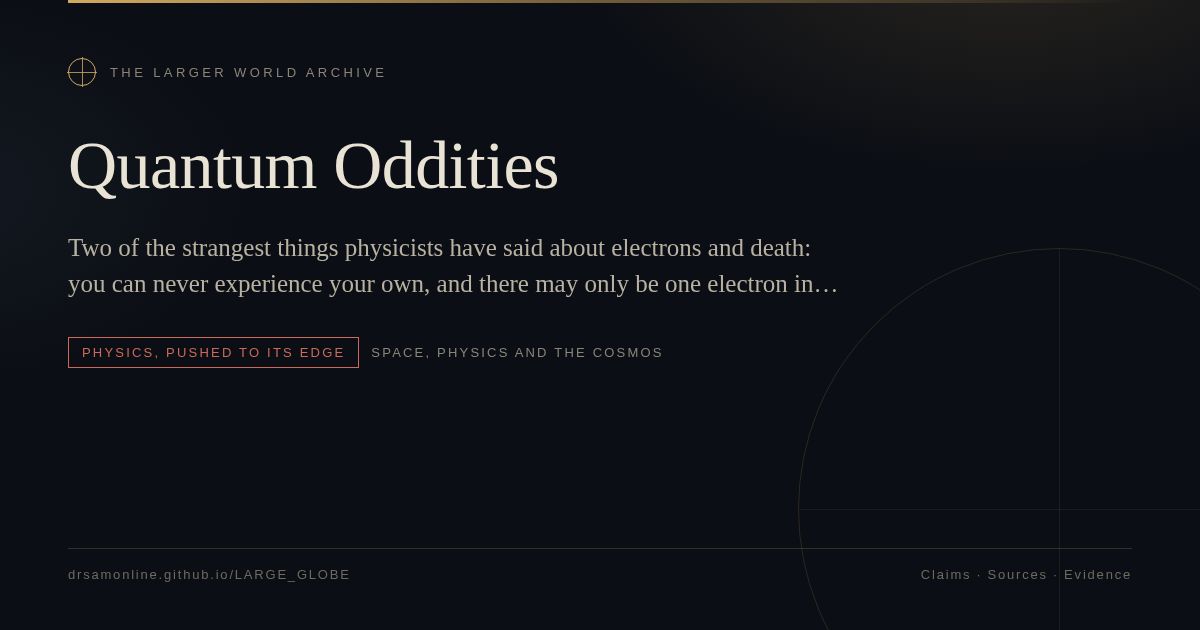 THE LARGER WORLD ARCHIVE
Quantum Oddities
Two of the strangest things physicists have said about electrons and death:
you can never experience your own, and there may only be one electron in…
PHYSICS, PUSHED TO ITS EDGE
SPACE, PHYSICS AND THE COSMOS
drsamonline.github.io/LARGE_GLOBE
Claims · Sources · Evidence